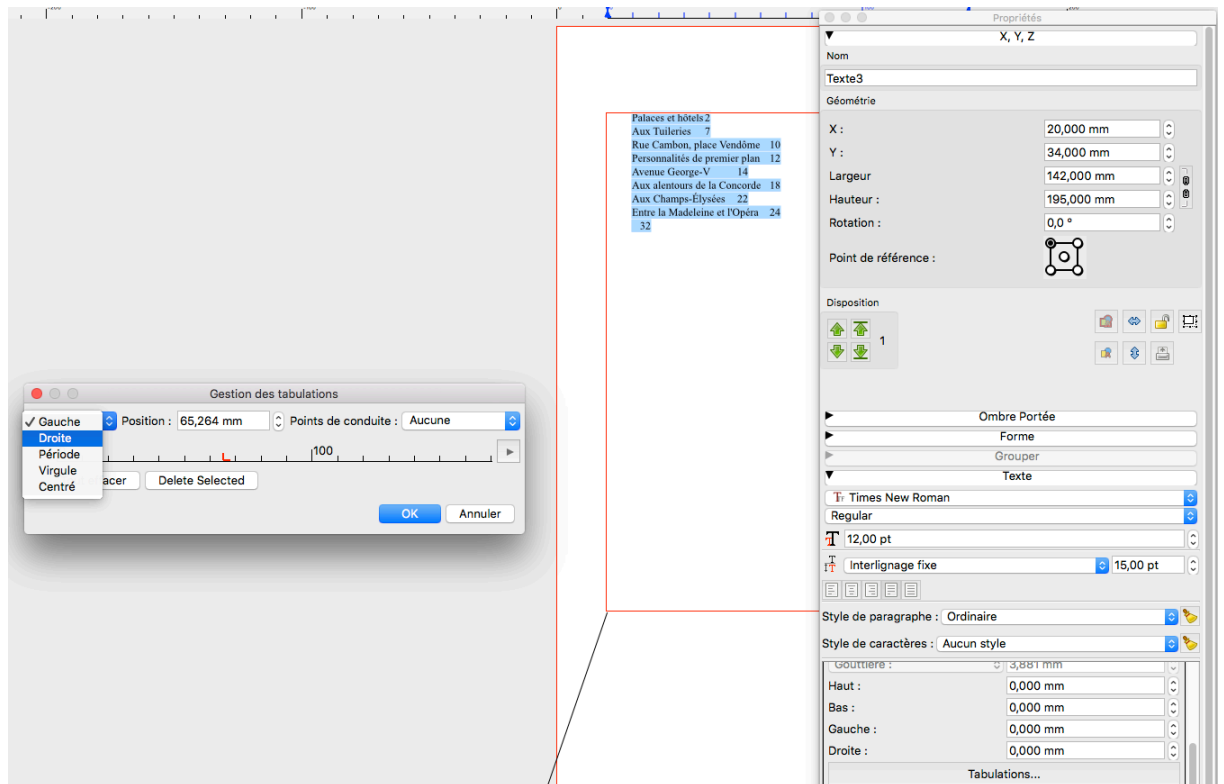 Propriétés
X, Y, Z
Nom
Texte3
Géométrie
X : 20,000 mm
Y : 34,000 mm
Largeur 142,000 mm
Hauteur : 195,000 mm
Rotation : 0,0 °
Point de référence :
Disposition
1
Ombre Portée
Forme
Grouper
Texte
Times New Roman
Regular
12,00 pt
Interlignage fixe 15,00 pt
Style de paragraphe : Ordinaire
Style de caractères : Aucun style
Gouttière : 3,881 mm
Haut : 0,000 mm
Bas : 0,000 mm
Gauche : 0,000 mm
Droite : 0,000 mm
Tabulations...
Palaces et hôtels 2
Aux Tuileries 7
Rue Cambon, place Vendôme 10
Personnalités de premier plan 12
Avenue George-V 14
Aux alentours de la Concorde 18
Aux Champs-Élysées 22
Entre la Madeleine et l'Opéra 24
32
Gestion des tabulations
Gauche Position : 65,264 mm Points de conduite : Aucune
Droite
Période
Virgule
Centré
100
acer Delete Selected
OK Annuler